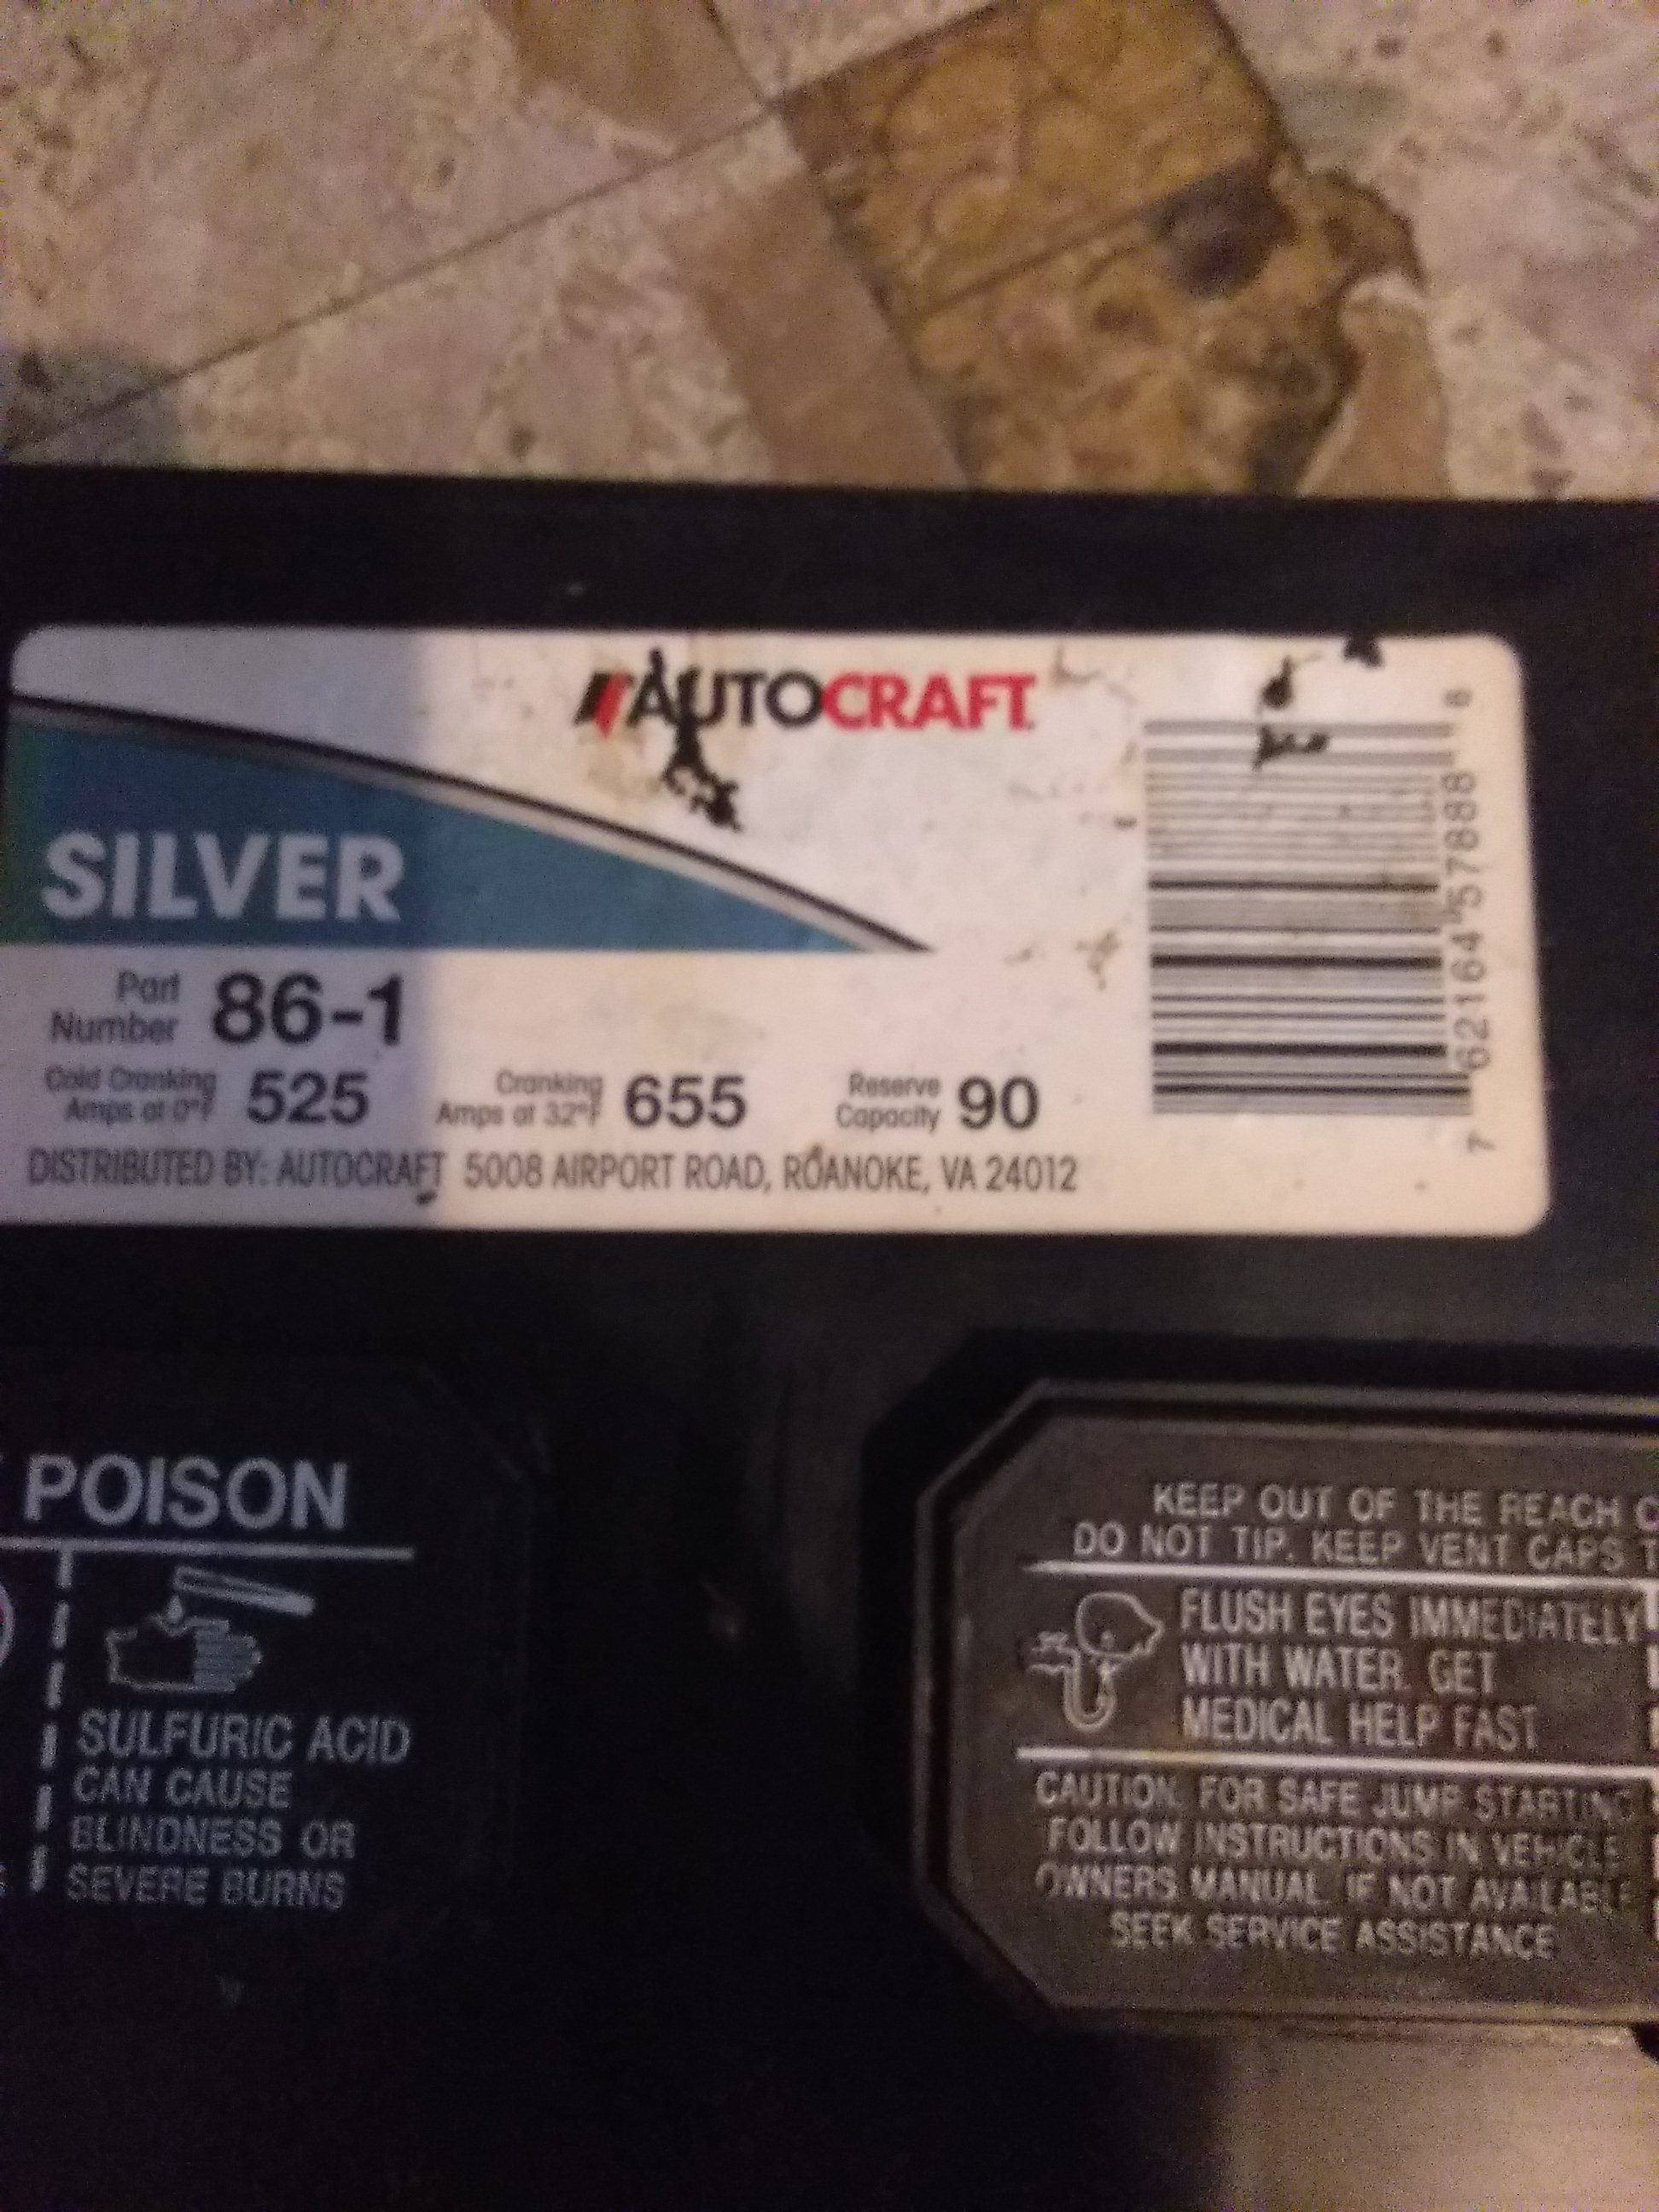 AUTOCRAFT
SILVER
Part Number 86-1
Cold Cranking Amps at 0°F 525
Cranking Amps at 32°F 655
Reserve Capacity 90
DISTRIBUTED BY: AUTOCRAFT 5008 AIRPORT ROAD, ROANOKE, VA 24012
7 62164 57888 8
POISON
SULFURIC ACID
CAN CAUSE
BLINDNESS OR
SEVERE BURNS
KEEP OUT OF THE REACH
DO NOT TIP. KEEP VENT CAPS
FLUSH EYES IMMEDIATELY
WITH WATER. GET
MEDICAL HELP FAST
CAUTION. FOR SAFE JUMP STARTING
FOLLOW INSTRUCTIONS IN VEHICLE
OWNERS MANUAL. IF NOT AVAILABLE
SEEK SERVICE ASSISTANCE